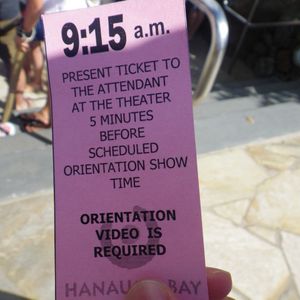 9:15 a.m.
PRESENT TICKET TO
THE ATTENDANT
AT THE THEATER
5 MINUTES
BEFORE
SCHEDULED
ORIENTATION SHOW
TIME
ORIENTATION
VIDEO IS
REQUIRED
BAY